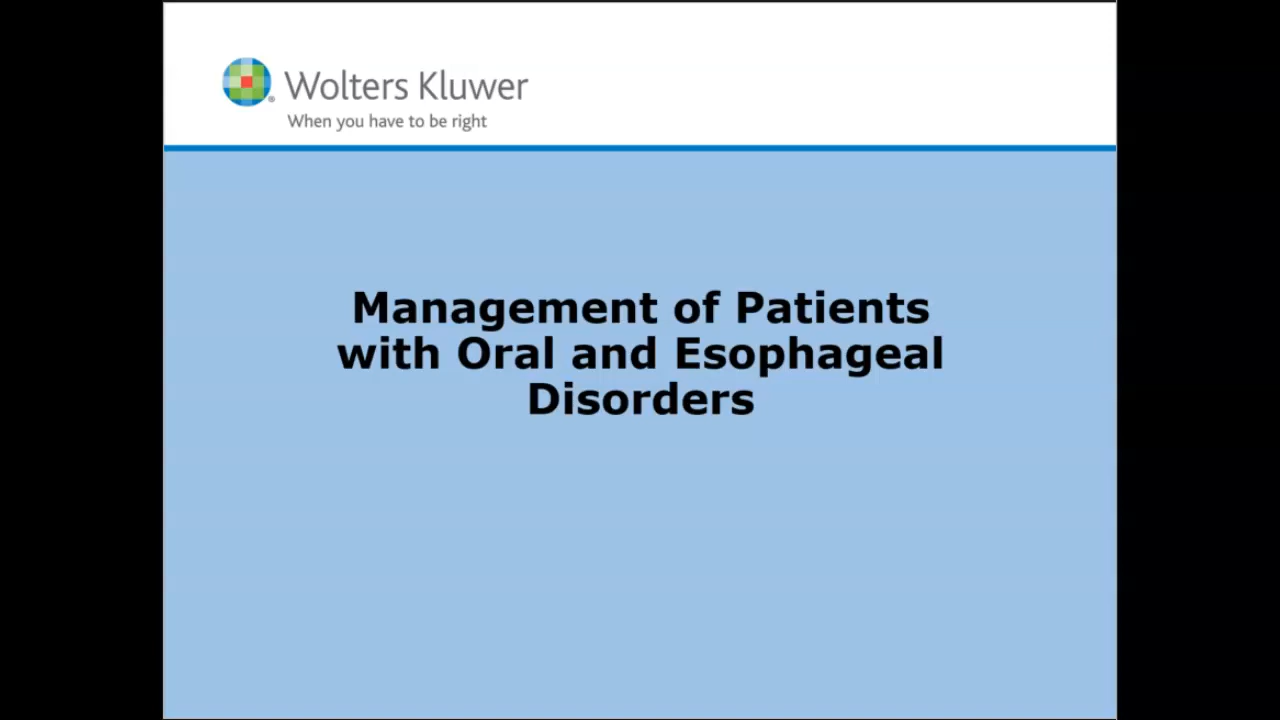 Wolters Kluwer
When you have to be right
Management of Patients
with Oral and Esophageal
Disorders